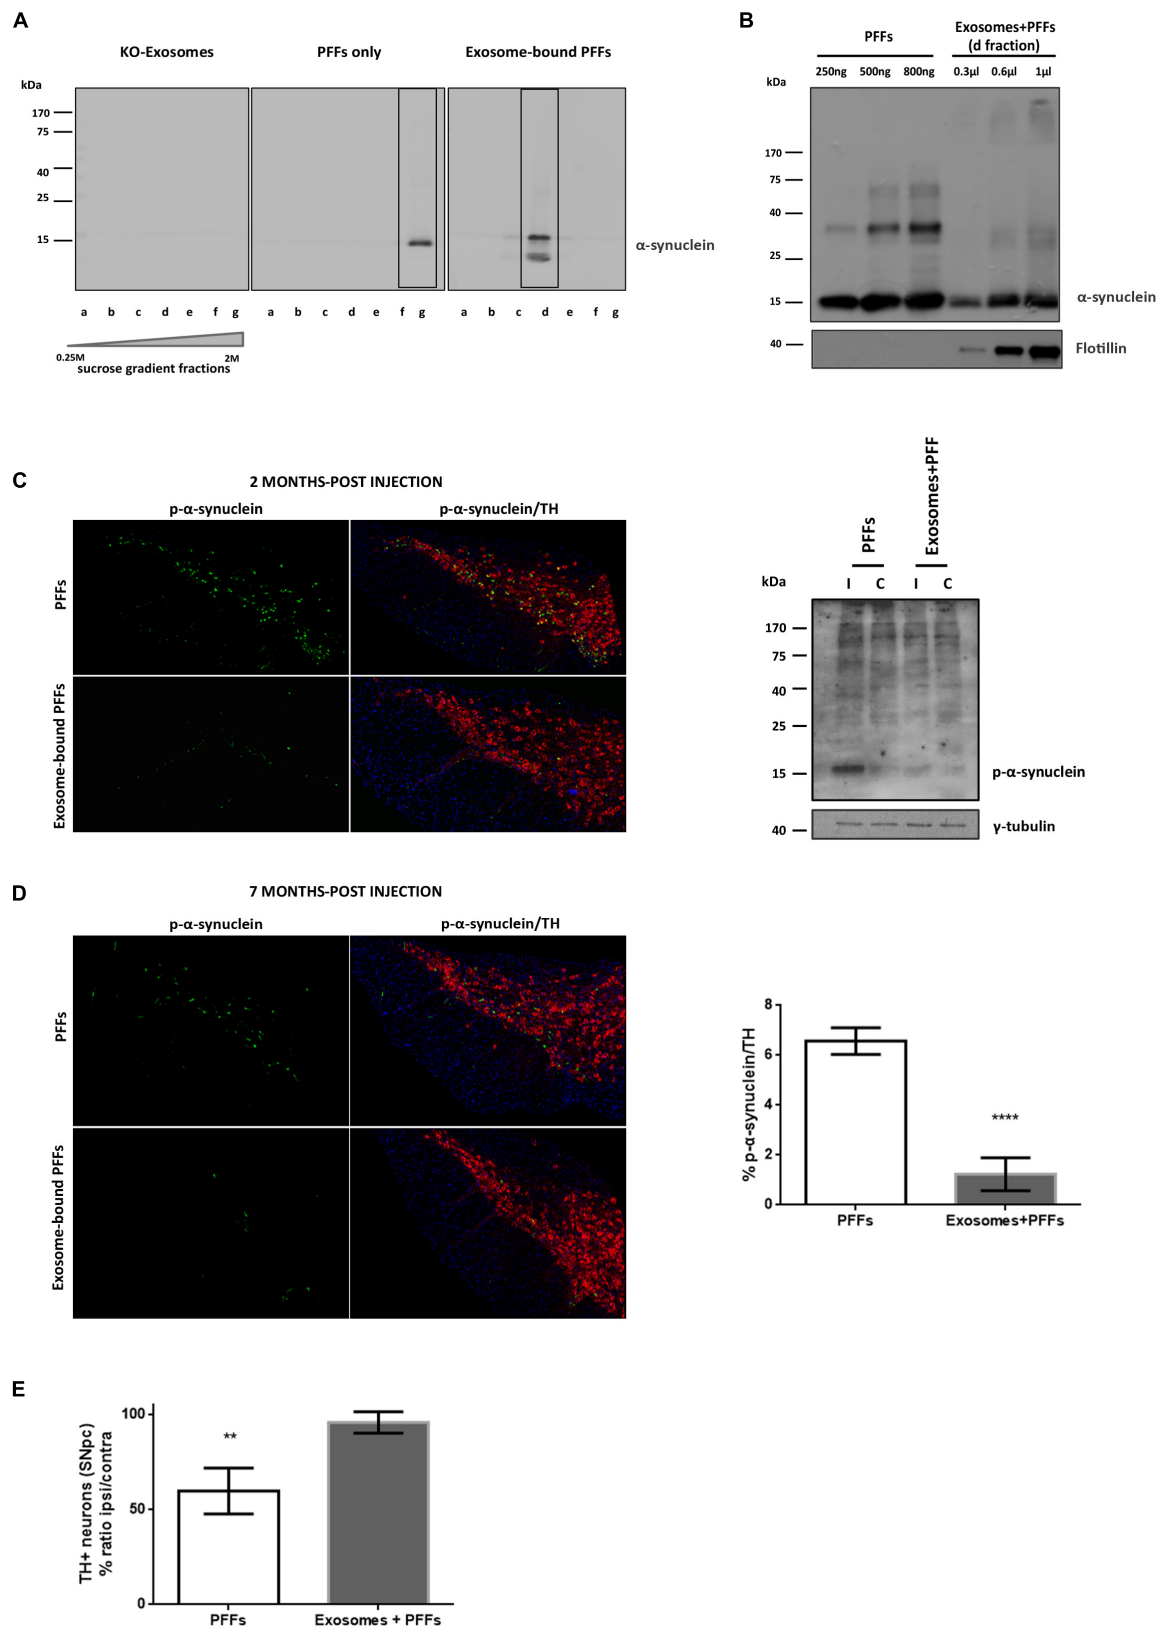 A
KO-Exosomes
PFFs only
Exosome-bound PFFs
kDa
170
75
40
25
15
α-synuclein
a b c d e f g
a b c d e f g
a b c d e f g
0.25M
2M
sucrose gradient fractions
B
PFFs
Exosomes+PFFs
(d fraction)
250ng 500ng 800ng 0.3µl 0.6µl 1µl
kDa
170
75
40
25
15
α-synuclein
40
Flotillin
C
2 MONTHS-POST INJECTION
p-α-synuclein
p-α-synuclein/TH
PFFs
Exosome-bound PFFs
PFFs
Exosomes+PFF
kDa
I C I C
170
75
40
25
15
p-α-synuclein
40
γ-tubulin
D
7 MONTHS-POST INJECTION
p-α-synuclein
p-α-synuclein/TH
PFFs
Exosome-bound PFFs
% p-α-synuclein/TH
8
6
4
2
0
****
PFFs
Exosomes+PFFs
E
TH+ neurons (SNpc)
% ratio ipsi/contra
100
50
0
**
PFFs
Exosomes + PFFs